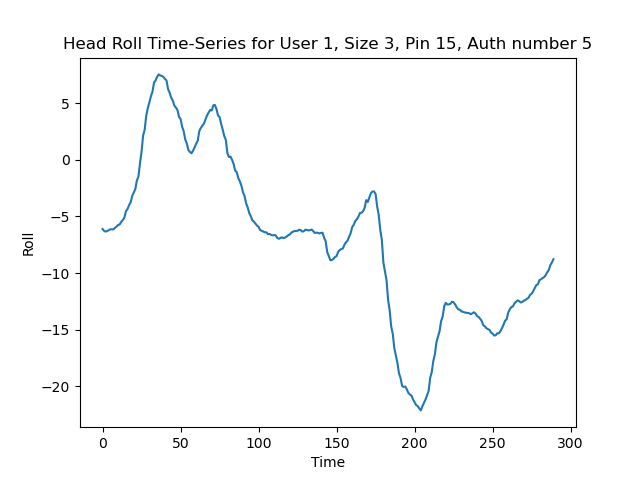 Head Roll Time-Series for User 1, Size 3, Pin 15, Auth number 5
5
0
−5
−10
−15
−20
Roll
0 50 100 150 200 250 300
Time